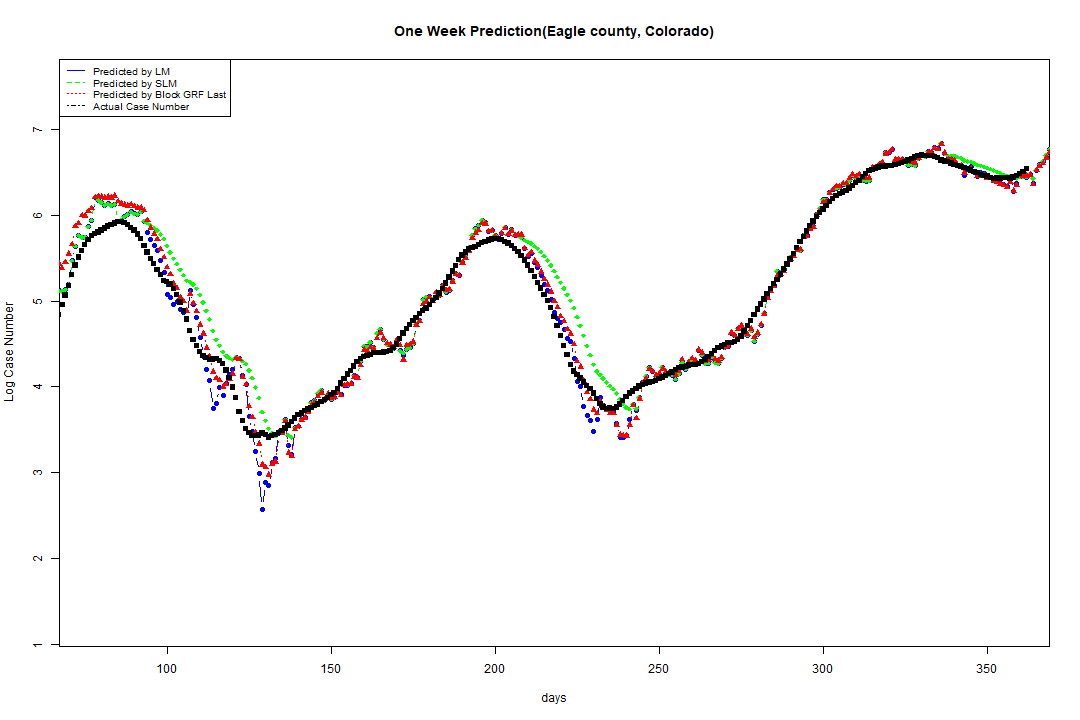 One Week Prediction(Eagle county, Colorado)
Predicted by LM
Predicted by SLM
Predicted by Block GRF Last
Actual Case Number
Log Case Number
7
6
5
4
3
2
1
100 150 200 250 300 350
days